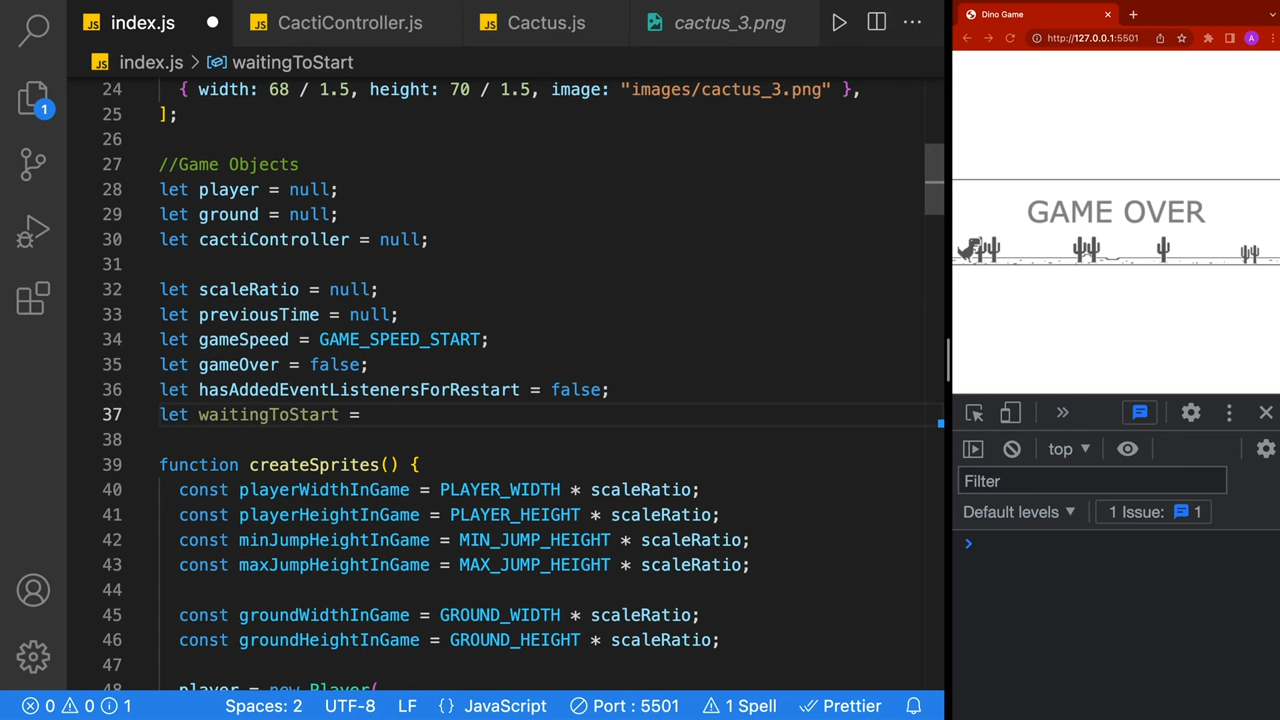 index.js
CactiController.js
Cactus.js
cactus_3.png
index.js > waitingToStart
24 { width: 68 / 1.5, height: 70 / 1.5, image: "images/cactus_3.png" },
25 ];
26
27 //Game Objects
28 let player = null;
29 let ground = null;
30 let cactiController = null;
31
32 let scaleRatio = null;
33 let previousTime = null;
34 let gameSpeed = GAME_SPEED_START;
35 let gameOver = false;
36 let hasAddedEventListenersForRestart = false;
37 let waitingToStart =
38
39 function createSprites() {
40 const playerWidthInGame = PLAYER_WIDTH * scaleRatio;
41 const playerHeightInGame = PLAYER_HEIGHT * scaleRatio;
42 const minJumpHeightInGame = MIN_JUMP_HEIGHT * scaleRatio;
43 const maxJumpHeightInGame = MAX_JUMP_HEIGHT * scaleRatio;
44
45 const groundWidthInGame = GROUND_WIDTH * scaleRatio;
46 const groundHeightInGame = GROUND_HEIGHT * scaleRatio;
47
48 player = new Player(
1
0 0 1 Spaces: 2 UTF-8 LF {} JavaScript Port : 5501 1 Spell Prettier
Dino Game
http://127.0.0.1:5501
A
GAME OVER
top
Filter
Default levels
1 Issue: 1